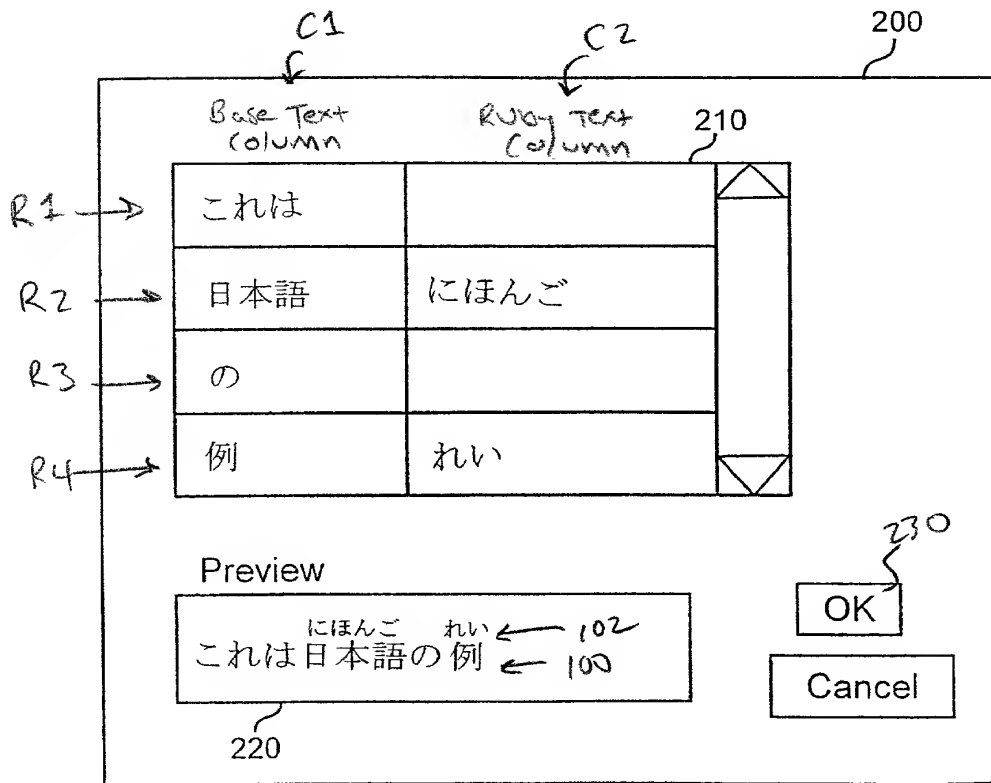 C1 C2 200
Base Text Ruby Text
Column Column 210
R1 これは
R2 日本語 にほんご
R3 の
R4 例 れい
230
Preview OK
にほんご れい 102
これは日本語の例 100
Cancel
220